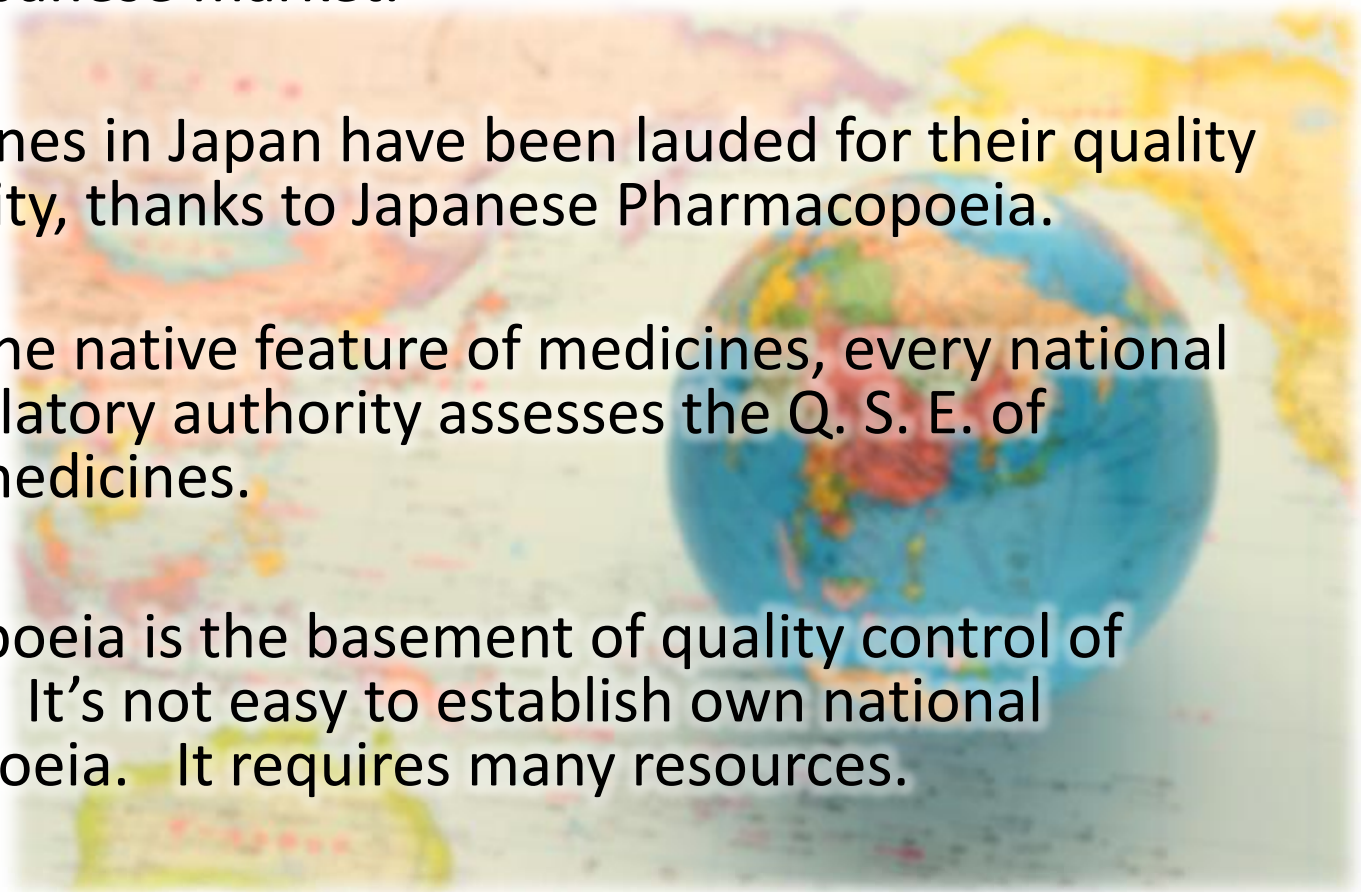 market.
nes in Japan have been lauded for their quality
ity, thanks to Japanese Pharmacopoeia.
he native feature of medicines, every national
latory authority assesses the Q. S. E. of
medicines.
poeia is the basement of quality control of
It’s not easy to establish own national
oeia. It requires many resources.